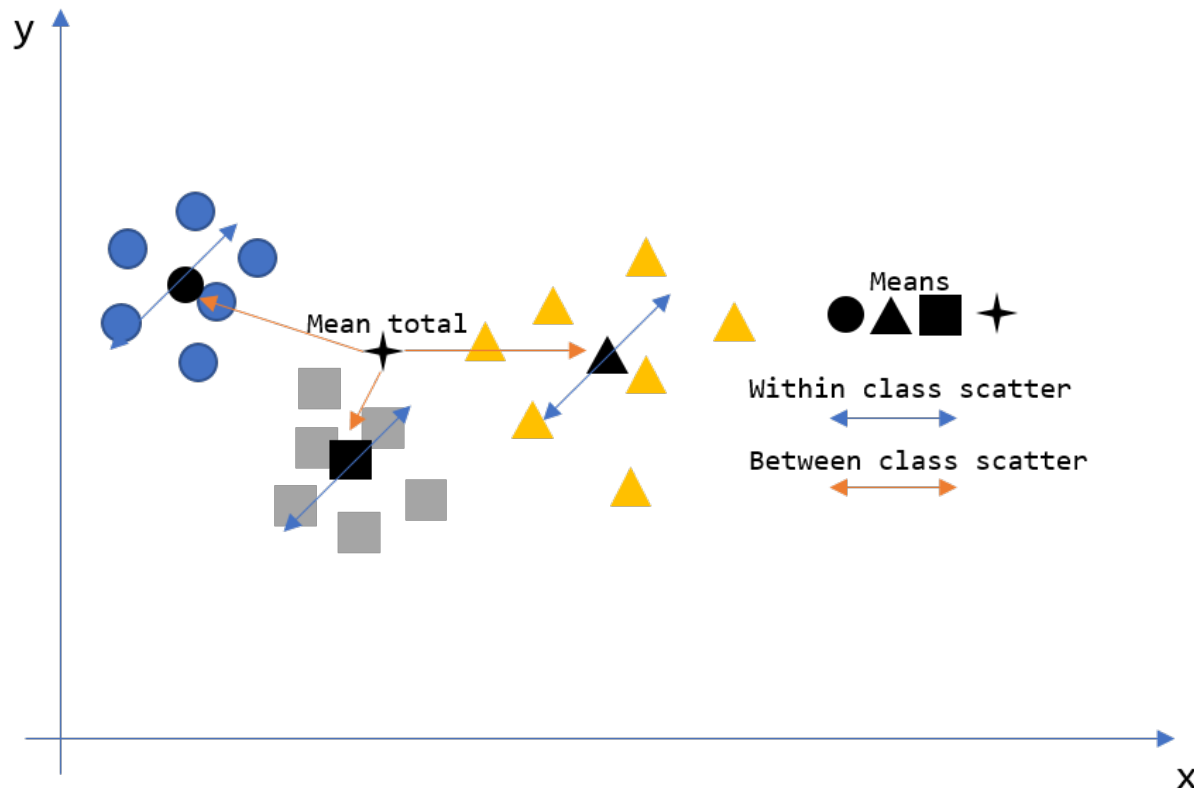 y
Means
Mean total
Within class scatter
Between class scatter
x